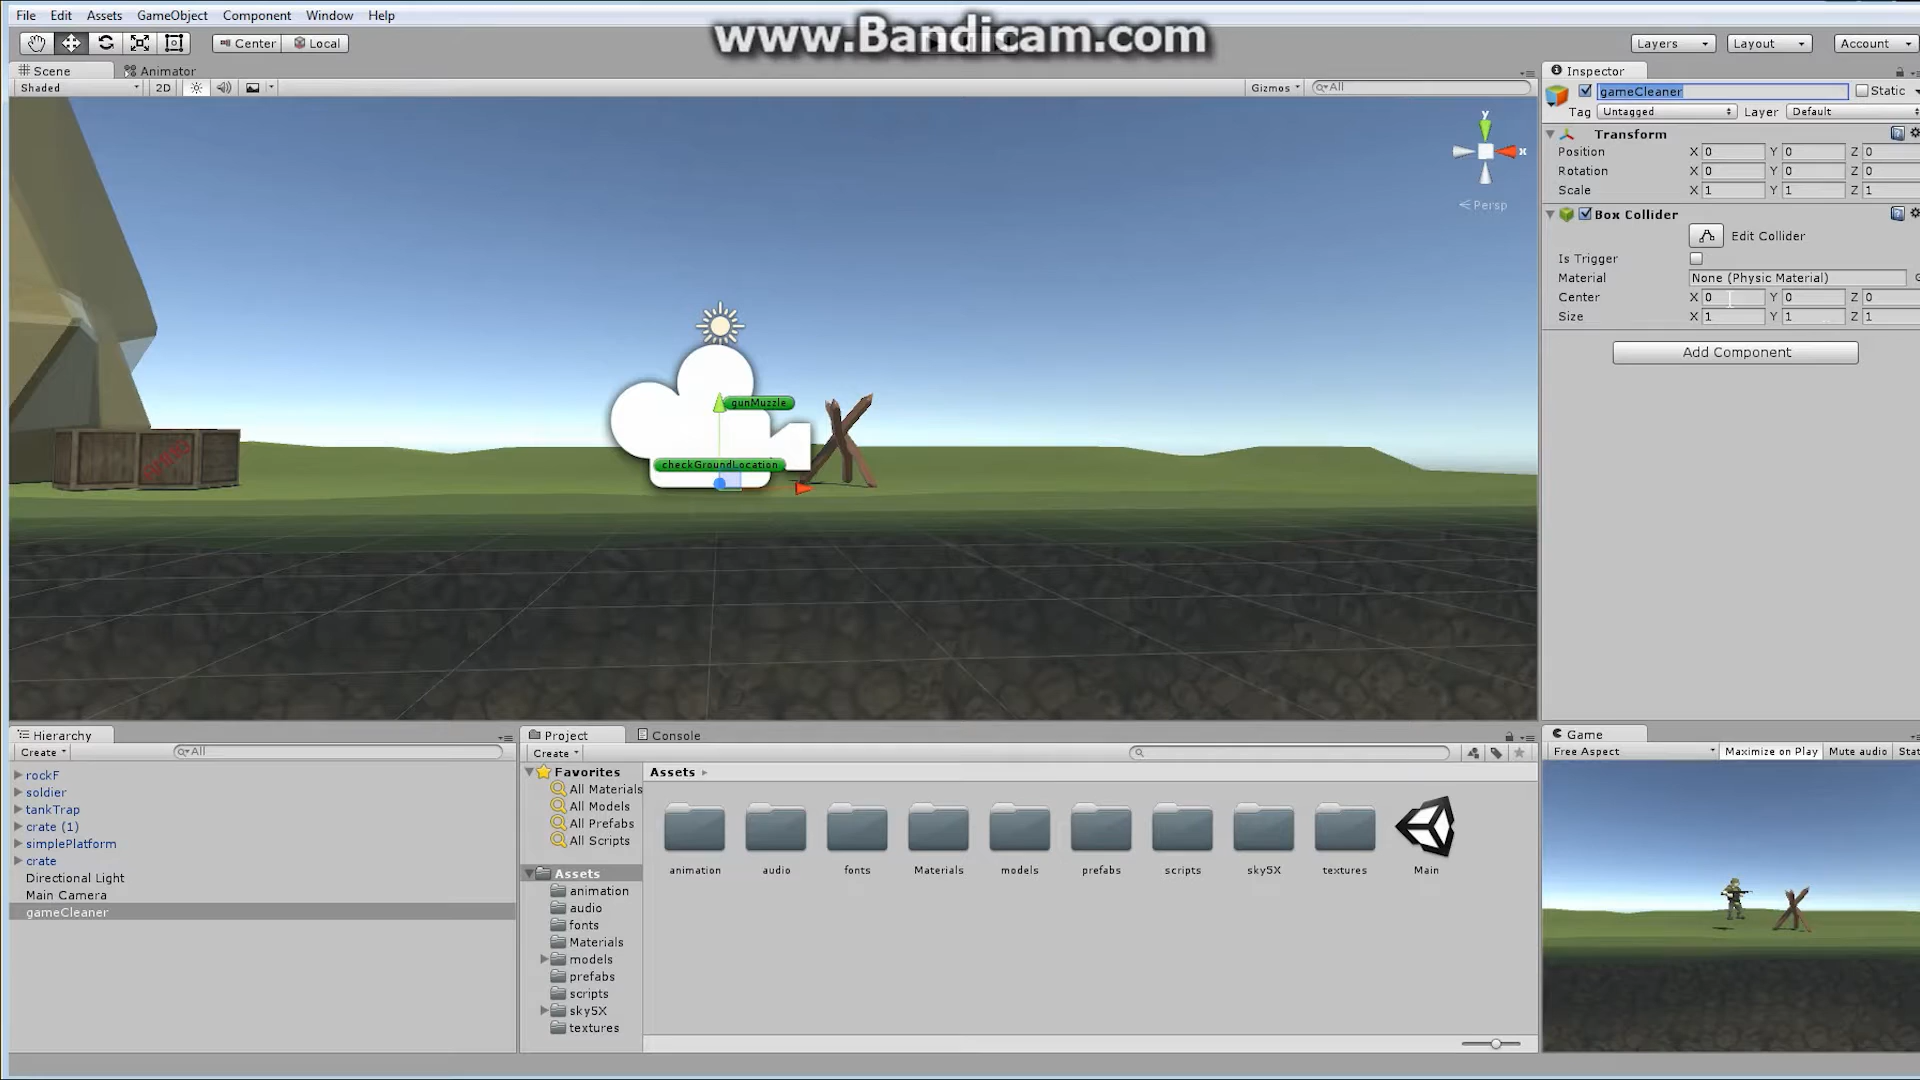 File Edit Assets GameObject Component Window Help
www.Bandicam.com
Center Local
Layers Layout Account
Scene Animator
Shaded 2D Gizmos All
Inspector
gameCleaner Static
Tag Untagged Layer Default
Transform
Position X 0 Y 0 Z 0
Rotation X 0 Y 0 Z 0
Scale X 1 Y 1 Z 1
Box Collider
Edit Collider
Is Trigger
Material None (Physic Material)
Center X 0 Y 0 Z 0
Size X 1 Y 1 Z 1
Add Component
y
x
Persp
gunMuzzle
checkGroundLocation
Hierarchy
Create All
rockF
soldier
tankTrap
crate (1)
simplePlatform
crate
Directional Light
Main Camera
gameCleaner
Project Console
Create
Favorites
All Materials
All Models
All Prefabs
All Scripts
Assets
animation
audio
fonts
Materials
models
prefabs
scripts
sky5X
textures
Assets
animation audio fonts Materials models prefabs scripts sky5X textures Main
Game
Free Aspect Maximize on Play Mute audio Stat